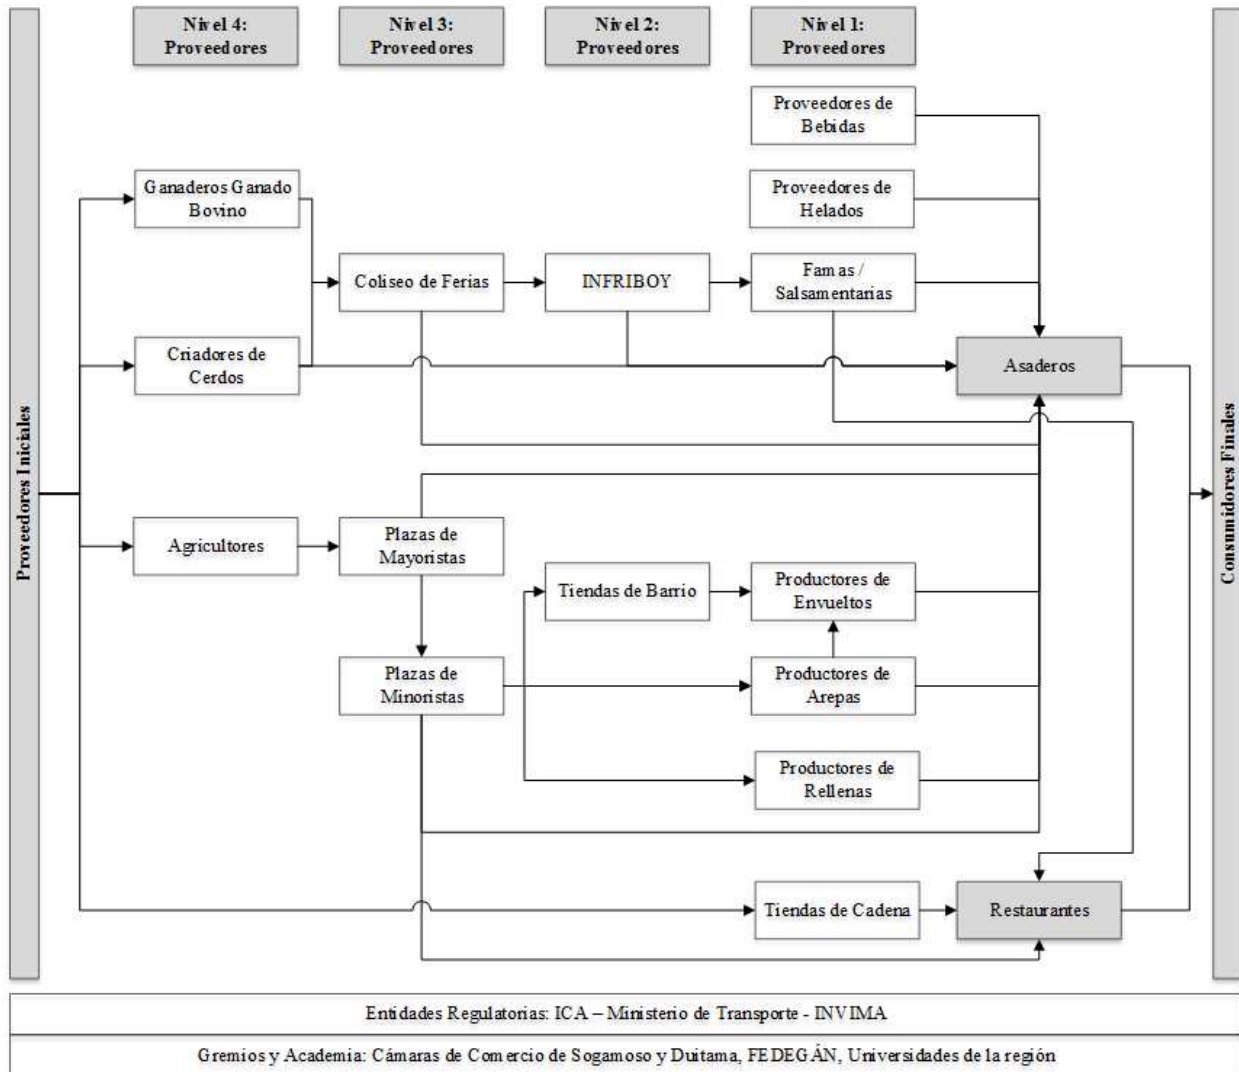 Nivel 4:
Proveedores
Nivel 3:
Proveedores
Nivel 2:
Proveedores
Nivel 1:
Proveedores
Proveedores de
Bebidas
Ganaderos Ganado
Bovino
Proveedores de
Helados
Coliseo de Ferias
INFRIBOY
Famas /
Salsamentarias
Criadores de
Cerdos
Asaderos
Proveedores Iniciales
Consumidores Finales
Agricultores
Plazas de
Mayoristas
Tiendas de Barrio
Productores de
Envueltos
Plazas de
Minoristas
Productores de
Arepas
Productores de
Rellenas
Tiendas de Cadena
Restaurantes
Entidades Regulatorias: ICA – Ministerio de Transporte - INVIMA
Gremios y Academia: Cámaras de Comercio de Sogamoso y Duitama, FEDEGÁN, Universidades de la región